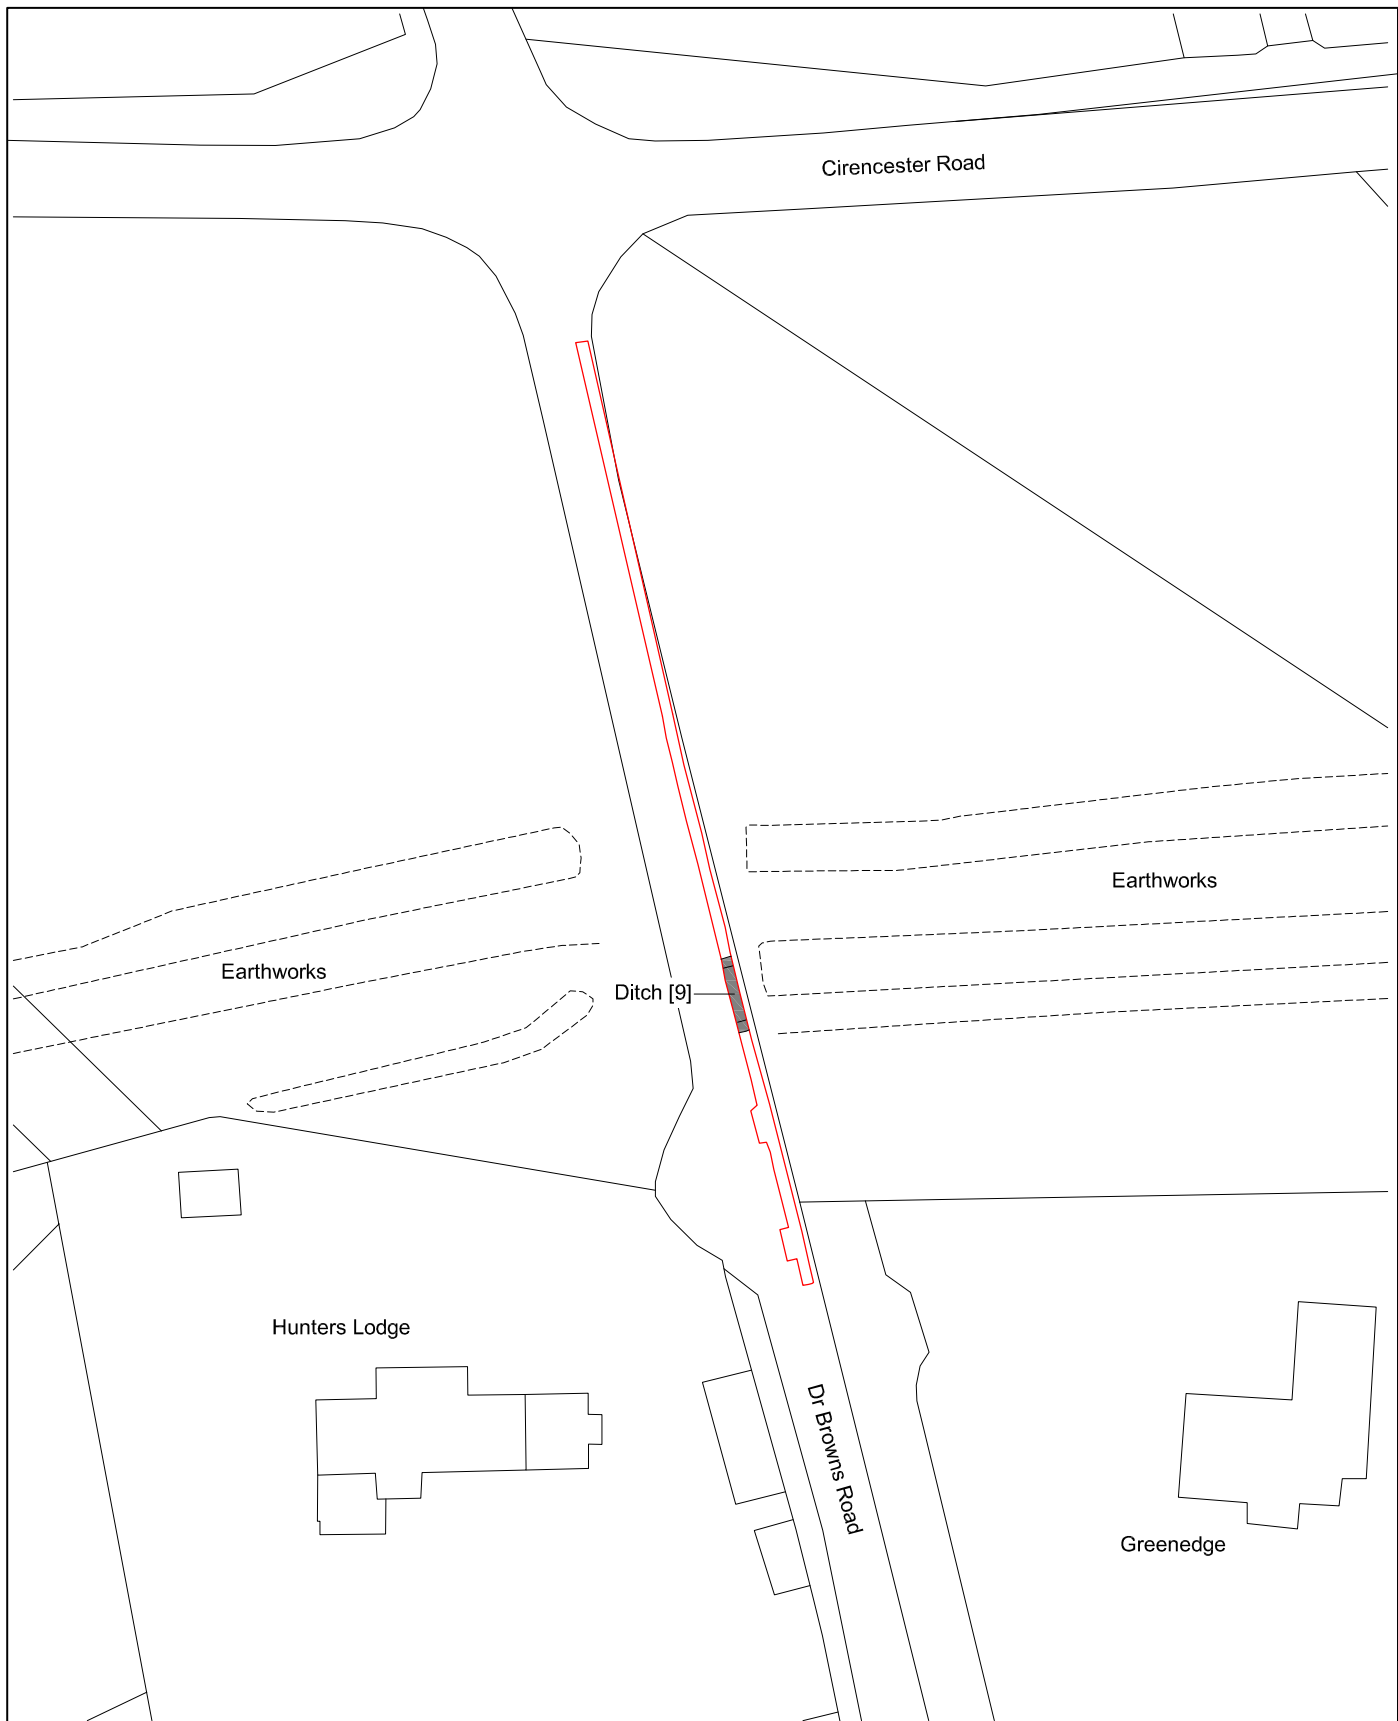 Cirencester Road
Earthworks
Earthworks
Ditch [9]
Hunters Lodge
Dr Browns Road
Greenedge